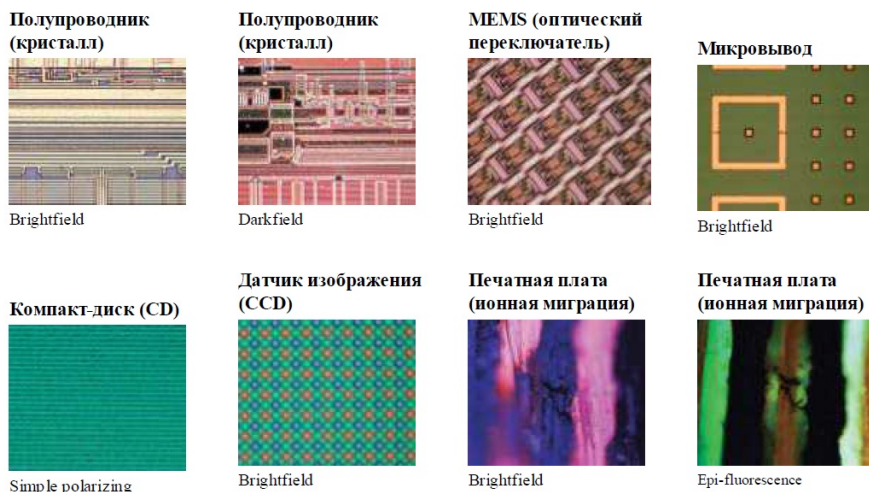 Полупроводник
(кристалл)
Brightfield
Полупроводник
(кристалл)
Darkfield
MEMS (оптический
переключатель)
Brightfield
Микровывод
Brightfield
Компакт-диск (CD)
Simple polarizing
Датчик изображения
(CCD)
Brightfield
Печатная плата
(ионная миграция)
Brightfield
Печатная плата
(ионная миграция)
Epi-fluorescence